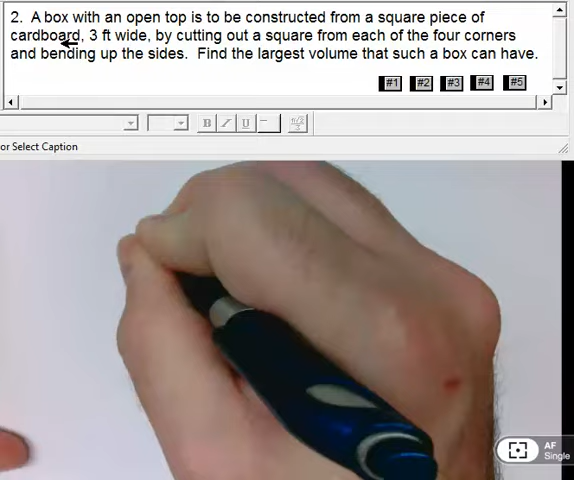 2. A box with an open top is to be constructed from a square piece of
cardboard, 3 ft wide, by cutting out a square from each of the four corners
and bending up the sides. Find the largest volume that such a box can have.
#1 #2 #3 #4 #5
B I U
or Select Caption
AF
Single